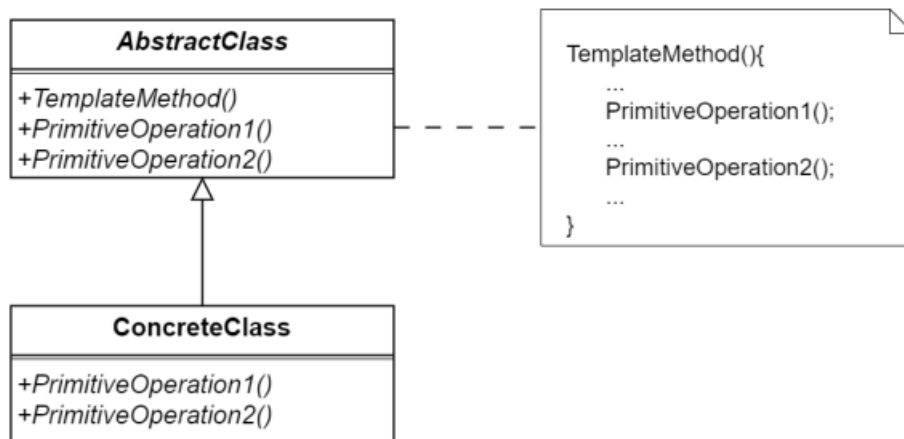 AbstractClass
+TemplateMethod()
+PrimitiveOperation1()
+PrimitiveOperation2()
TemplateMethod(){
...
PrimitiveOperation1();
...
PrimitiveOperation2();
...
}
ConcreteClass
+PrimitiveOperation1()
+PrimitiveOperation2()